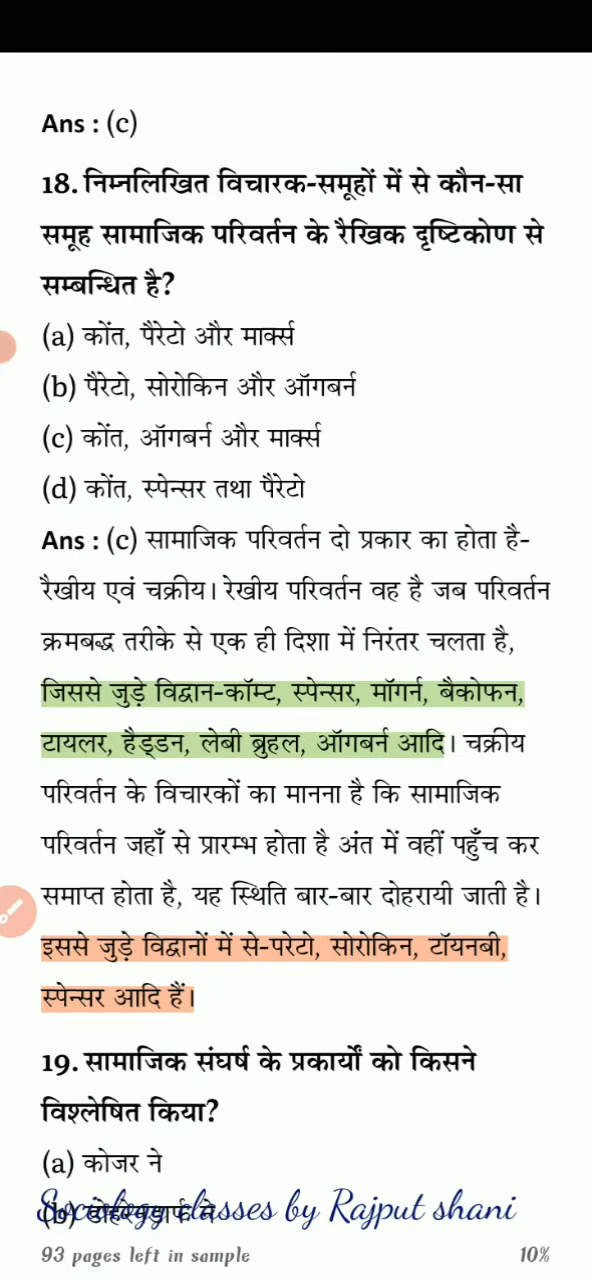 Ans : (c)
18. निम्नलिखित विचारक-समूहों में से कौन-सा
समूह सामाजिक परिवर्तन के रैखिक दृष्टिकोण से
सम्बन्धित है?
(a) कोंत, पैरेटो और मार्क्स
(b) पैरेटो, सोरोकिन और ऑगबर्न
(c) कोंत, ऑगबर्न और मार्क्स
(d) कोंत, स्पेन्सर तथा पैरेटो
Ans : (c) सामाजिक परिवर्तन दो प्रकार का होता है-
रैखीय एवं चक्रीय। रेखीय परिवर्तन वह है जब परिवर्तन
क्रमबद्ध तरीके से एक ही दिशा में निरंतर चलता है,
जिससे जुड़े विद्वान-कॉम्ट, स्पेन्सर, मॉगर्न, बैकोफन,
टायलर, हैड्डन, लेबी ब्रुहल, ऑगबर्न आदि। चक्रीय
परिवर्तन के विचारकों का मानना है कि सामाजिक
परिवर्तन जहाँ से प्रारम्भ होता है अंत में वहीं पहुँच कर
समाप्त होता है, यह स्थिति बार-बार दोहरायी जाती है।
इससे जुड़े विद्वानों में से-परेटो, सोरोकिन, टॉयनबी,
स्पेन्सर आदि हैं।
19. सामाजिक संघर्ष के प्रकार्यों को किसने
विश्लेषित किया?
(a) कोजर ने
(b) ने
Sociology classes by Rajput shani
93 pages left in sample
10%